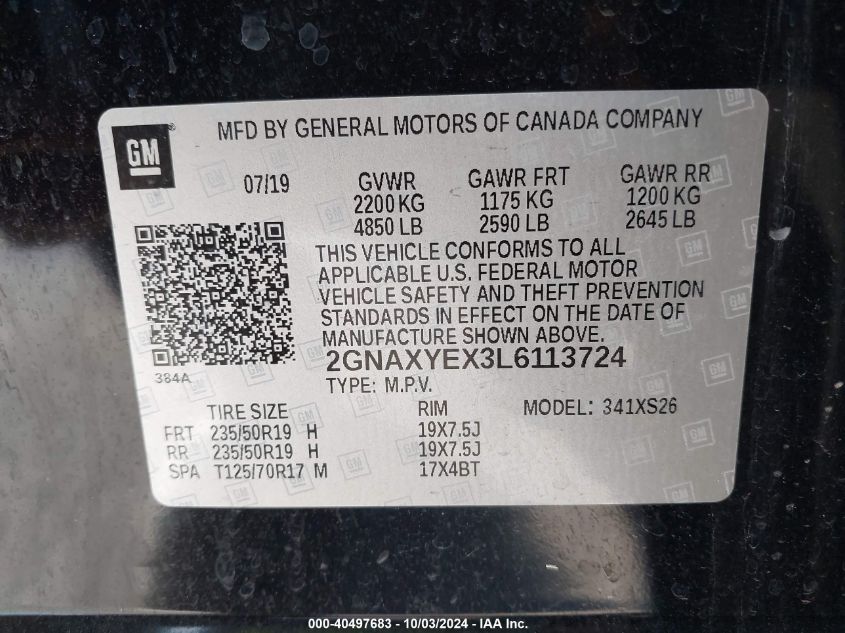 GM
MFD BY GENERAL MOTORS OF CANADA COMPANY
07/19 GVWR GAWR FRT GAWR RR
2200 KG 1175 KG 1200 KG
4850 LB 2590 LB 2645 LB
THIS VEHICLE CONFORMS TO ALL
APPLICABLE U.S. FEDERAL MOTOR
VEHICLE SAFETY AND THEFT PREVENTION
STANDARDS IN EFFECT ON THE DATE OF
MANUFACTURE SHOWN ABOVE.
384A
2GNAXYEX3L6113724
TYPE: M.P.V.
TIRE SIZE RIM MODEL: 341XS26
FRT 235/50R19 H 19X7.5J
RR 235/50R19 H 19X7.5J
SPA T125/70R17 M 17X4BT
000-40497683 - 10/03/2024 - IAA Inc.